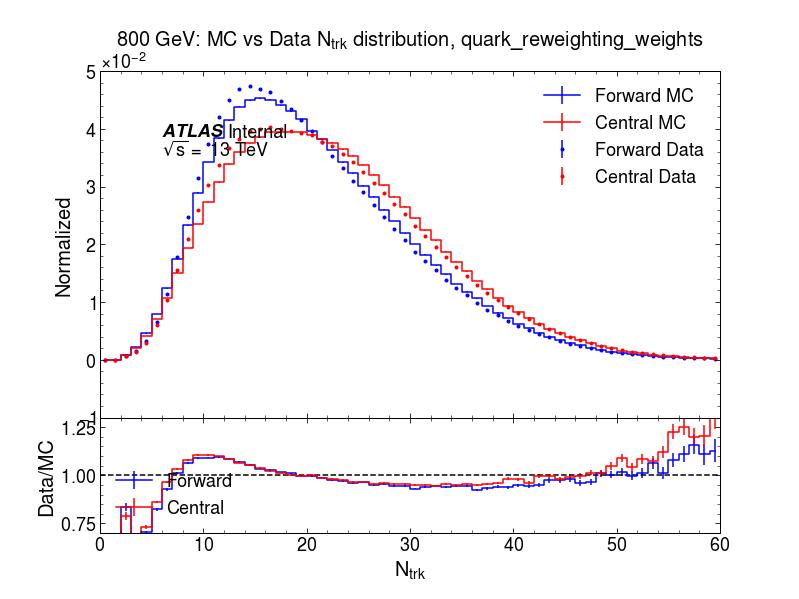 800 GeV: MC vs Data Ntrk distribution, quark_reweighting_weights
×10−2
5
4
3
2
1
0
−1
Normalized
ATLAS Internal
√s = 13 TeV
Forward MC
Central MC
Forward Data
Central Data
1.25
1.00
0.75
Data/MC
Forward
Central
0 10 20 30 40 50 60
Ntrk